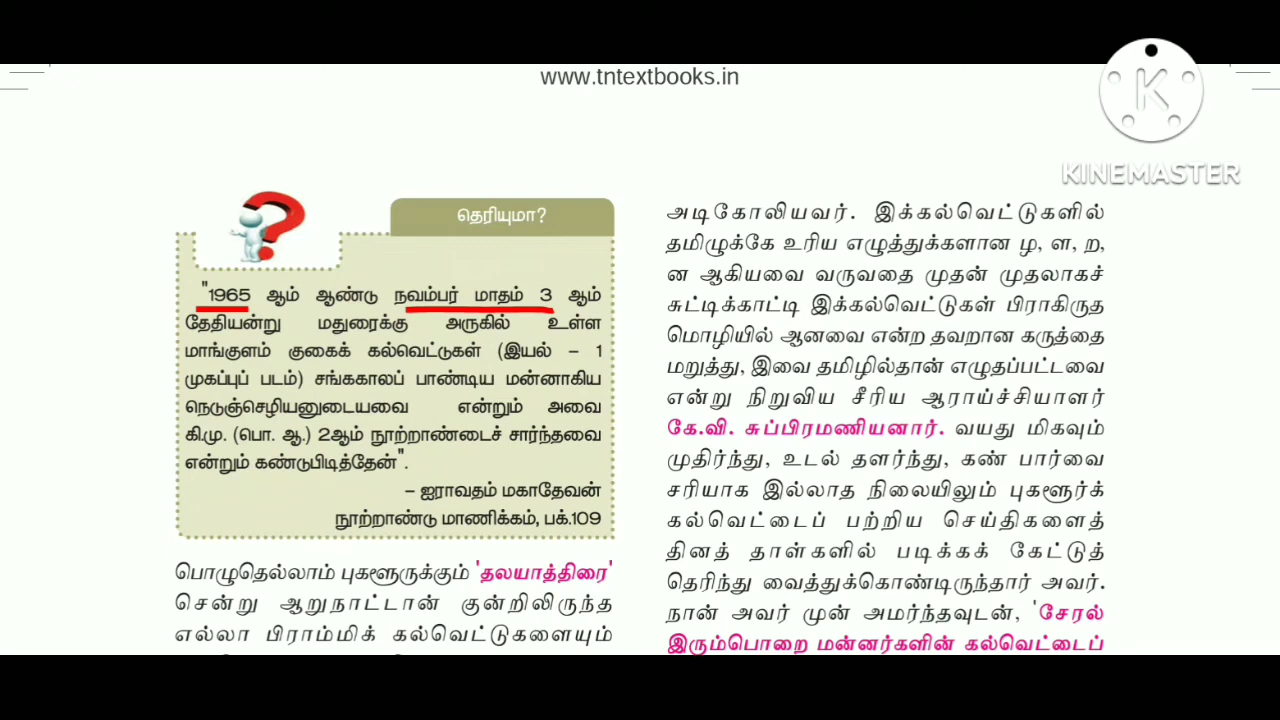 www.tntextbooks.in
K
KINEMASTER
தெரியுமா?
"1965 ஆம் ஆண்டு நவம்பர் மாதம் 3 ஆம்
தேதியன்று மதுரைக்கு அருகில் உள்ள
மாங்குளம் குகைக் கல்வெட்டுகள் (இயல் – 1
முகப்புப் படம்) சங்ககாலப் பாண்டிய மன்னாகிய
நெடுஞ்செழியனுடையவை என்றும் அவை
கி.மு. (பொ. ஆ.) 2ஆம் நூற்றாண்டைச் சார்ந்தவை
என்றும் கண்டுபிடித்தேன்".
– ஐராவதம் மகாதேவன்
நூற்றாண்டு மாணிக்கம், பக்.109
பொழுதெல்லாம் புகளூருக்கும் 'தலயாத்திரை'
சென்று ஆறுநாட்டான் குன்றிலிருந்த
எல்லா பிராம்மிக் கல்வெட்டுகளையும்
அடிகோலியவர். இக்கல்வெட்டுகளில்
தமிழுக்கே உரிய எழுத்துக்களான ழ, ள, ற,
ன ஆகியவை வருவதை முதன் முதலாகச்
சுட்டிக்காட்டி இக்கல்வெட்டுகள் பிராகிருத
மொழியில் ஆனவை என்ற தவறான கருத்தை
மறுத்து, இவை தமிழில்தான் எழுதப்பட்டவை
என்று நிறுவிய சீரிய ஆராய்ச்சியாளர்
கே.வி. சுப்பிரமணியனார். வயது மிகவும்
முதிர்ந்து, உடல் தளர்ந்து, கண் பார்வை
சரியாக இல்லாத நிலையிலும் புகளூர்க்
கல்வெட்டைப் பற்றிய செய்திகளைத்
தினத் தாள்களில் படிக்கக் கேட்டுத்
தெரிந்து வைத்துக்கொண்டிருந்தார் அவர்.
நான் அவர் முன் அமர்ந்தவுடன், 'சேரல்
இரும்பொறை மன்னர்களின் கல்வெட்டைப்